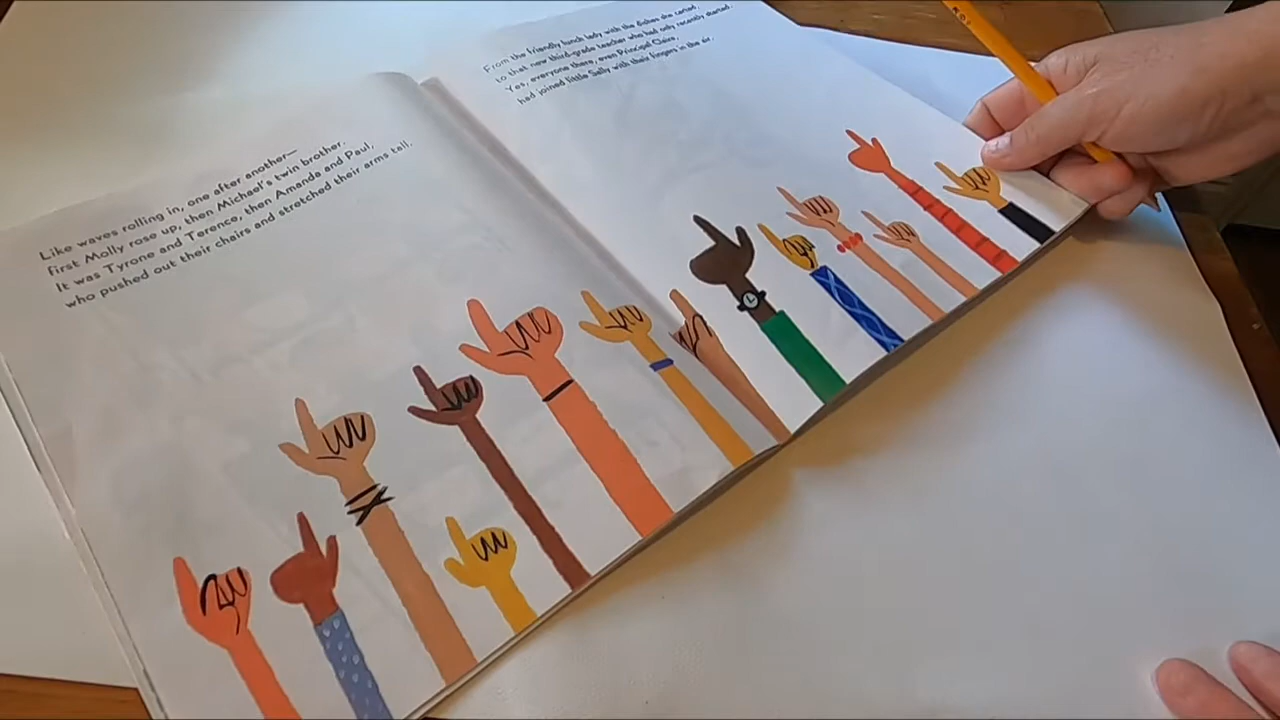 Like waves rolling in, one after another—
first Molly rose up, then Michael's twin brother.
It was Tyrone and Terence, then Amanda and Paul,
who pushed out their chairs and stretched their arms tall.
From the friendly lunch lady with the dishes she carted,
to that new third-grade teacher who had only recently started.
Yes, everyone there, even Principal Claire,
had joined little Sally with their fingers in the air.